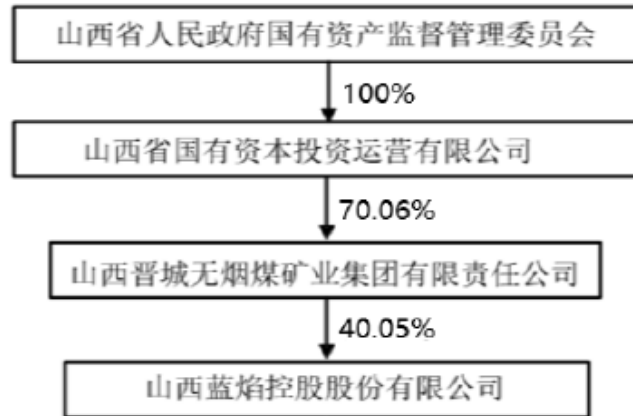 山西省人民政府国有资产监督管理委员会
100%
山西省国有资本投资运营有限公司
70.06%
山西晋城无烟煤矿业集团有限责任公司
40.05%
山西蓝焰控股股份有限公司